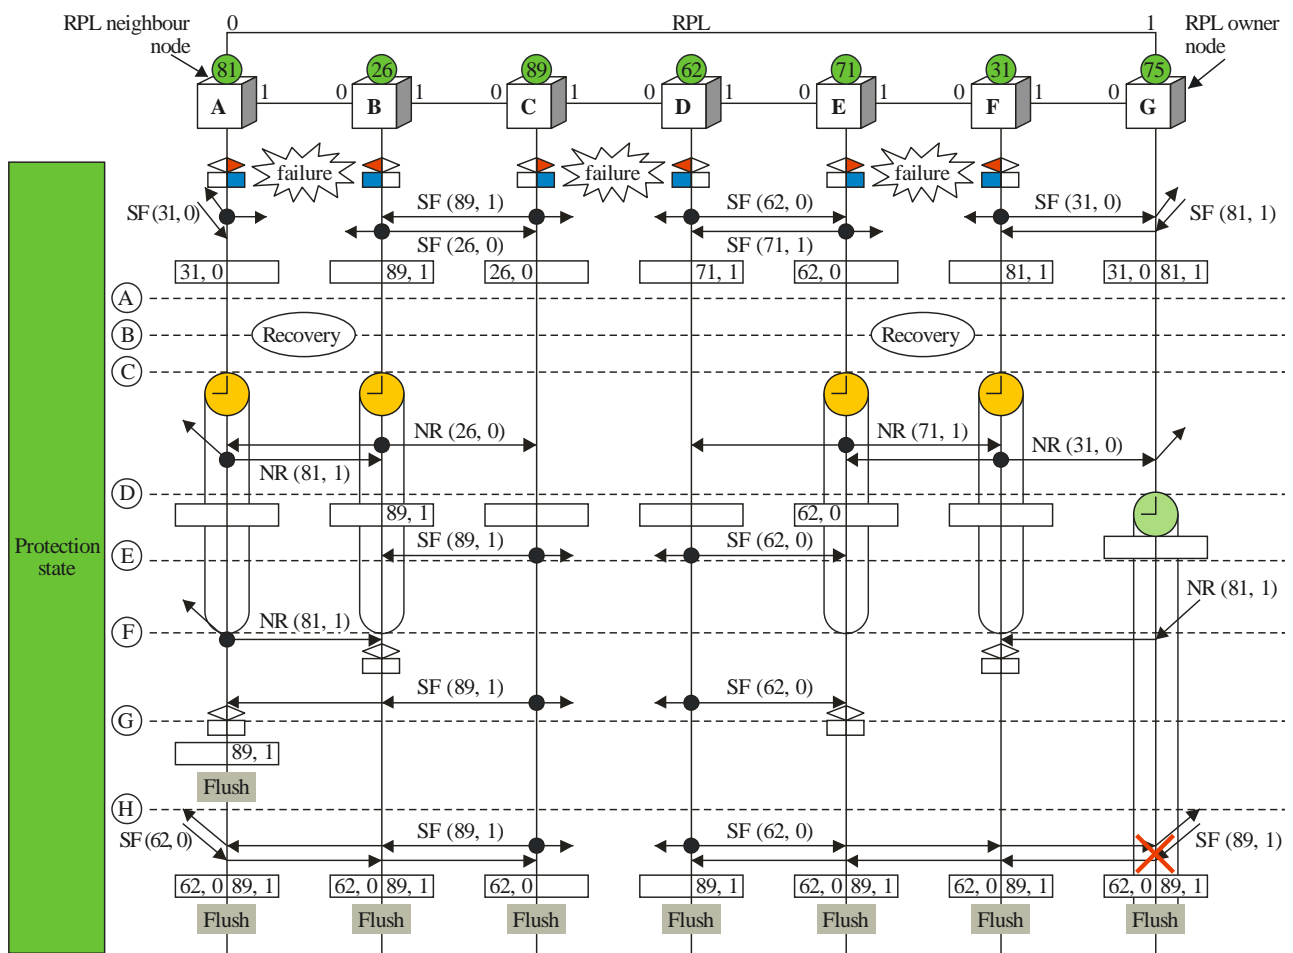 RPL neighbour node
0 RPL 1
RPL owner node
81 26 89 62 71 31 75
A 1 0 B 1 0 C 1 0 D 1 0 E 1 0 F 1 0 G
failure failure failure
SF (31, 0) SF (89, 1) SF (62, 0) SF (31, 0) SF (81, 1)
SF (26, 0) SF (71, 1)
31, 0 89, 1 26, 0 71, 1 62, 0 81, 1 31, 0 81, 1
A
B Recovery Recovery
C
NR (26, 0) NR (71, 1)
NR (81, 1) NR (31, 0)
D
89, 1 62, 0
Protection state
SF (89, 1) SF (62, 0)
E
NR (81, 1) NR (81, 1)
F
SF (89, 1) SF (62, 0)
G
89, 1
Flush
H
SF (62, 0) SF (89, 1) SF (62, 0) SF (89, 1)
62, 0 89, 1 62, 0 89, 1 62, 0 89, 1 62, 0 89, 1 62, 0 89, 1 62, 0 89, 1
Flush Flush Flush Flush Flush Flush Flush